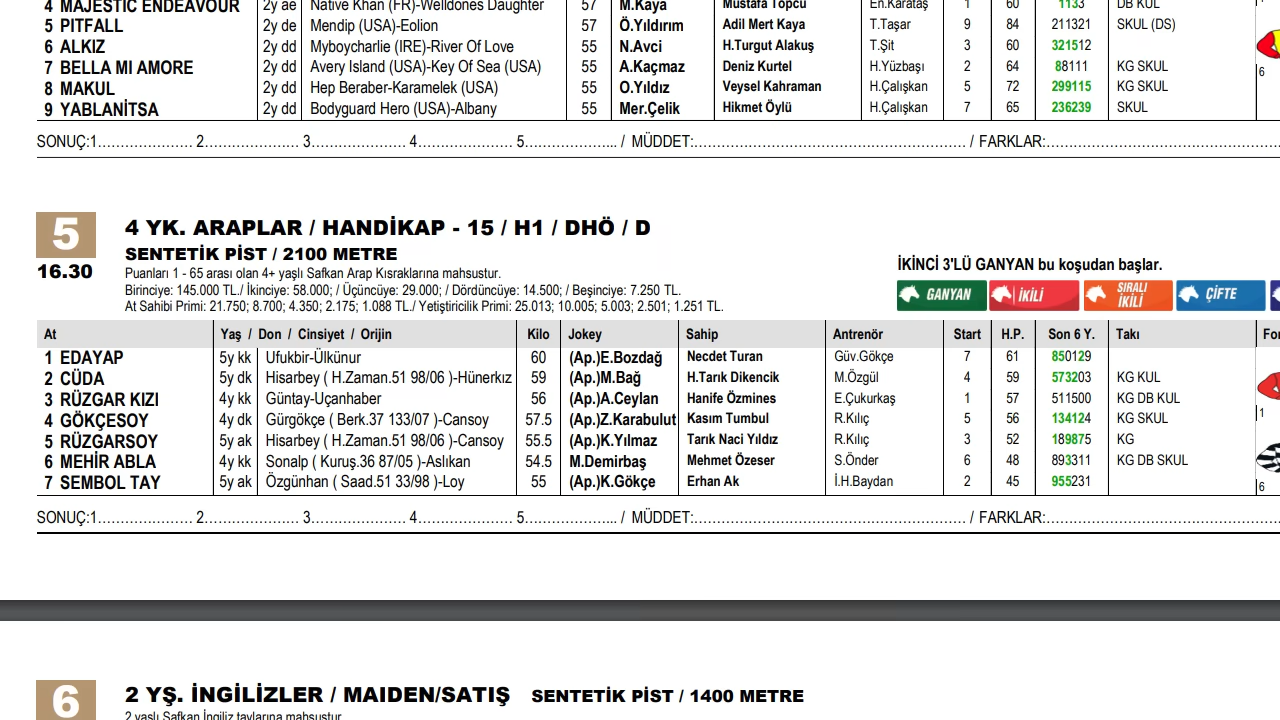 4 MAJESTIC ENDEAVOUR 2y ae Native Khan (FR)-Welldones Daughter 57 M.Kaya Mustafa Topcu En.Karataş 1 60 1133 DB KUL
5 PITFALL 2y de Mendip (USA)-Eolion 57 Ö.Yıldırım Adil Mert Kaya T.Taşar 9 84 211321 SKUL (DS)
6 ALKIZ 2y dd Myboycharlie (IRE)-River Of Love 55 N.Avci H.Turgut Alakuş T.Şit 3 60 321512
7 BELLA MI AMORE 2y dd Avery Island (USA)-Key Of Sea (USA) 55 A.Kaçmaz Deniz Kurtel H.Yüzbaşı 2 64 88111 KG SKUL 6
8 MAKUL 2y dd Hep Beraber-Karamelek (USA) 55 O.Yıldız Veysel Kahraman H.Çalışkan 5 72 299115 KG SKUL
9 YABLANİTSA 2y dd Bodyguard Hero (USA)-Albany 55 Mer.Çelik Hikmet Öylü H.Çalışkan 7 65 236239 SKUL
SONUÇ:1..................... 2........................ 3........................ 4....................... 5..................... / MÜDDET:.................................................................. / FARKLAR:..........................................................
5 4 YK. ARAPLAR / HANDİKAP - 15 / H1 / DHÖ / D
SENTETİK PİST / 2100 METRE
16.30 Puanları 1 - 65 arası olan 4+ yaşlı Safkan Arap Kısraklarına mahsustur.
İKİNCİ 3'LÜ GANYAN bu koşudan başlar.
Birinciye: 145.000 TL./ İkinciye: 58.000; / Üçüncüye: 29.000; / Dördüncüye: 14.500; / Beşinciye: 7.250 TL.
GANYAN İKİLİ SIRALI İKİLİ ÇİFTE
At Sahibi Primi: 21.750; 8.700; 4.350; 2.175; 1.088 TL./ Yetiştiricilik Primi: 25.013; 10.005; 5.003; 2.501; 1.251 TL.
At Yaş / Don / Cinsiyet / Orijin Kilo Jokey Sahip Antrenör Start H.P. Son 6 Y. Takı For
1 EDAYAP 5y kk Ufukbir-Ülkünur 60 (Ap.)E.Bozdağ Necdet Turan Güv.Gökçe 7 61 850129
2 CÜDA 5y dk Hisarbey ( H.Zaman.51 98/06 )-Hünerkız 59 (Ap.)M.Bağ H.Tarık Dikencik M.Özgül 4 59 573203 KG KUL
3 RÜZGAR KIZI 4y kk Güntay-Uçanhaber 56 (Ap.)A.Ceylan Hanife Özmines E.Çukurkaş 1 57 511500 KG DB KUL
4 GÖKÇESOY 4y dk Gürgökçe ( Berk.37 133/07 )-Cansoy 57.5 (Ap.)Z.Karabulut Kasım Tumbul R.Kılıç 5 56 134124 KG SKUL 1
5 RÜZGARSOY 5y ak Hisarbey ( H.Zaman.51 98/06 )-Cansoy 55.5 (Ap.)K.Yılmaz Tarık Naci Yıldız R.Kılıç 3 52 189875 KG
6 MEHİR ABLA 4y kk Sonalp ( Kuruş.36 87/05 )-Aslıkan 54.5 M.Demirbaş Mehmet Özeser S.Önder 6 48 893311 KG DB SKUL
7 SEMBOL TAY 5y ak Özgünhan ( Saad.51 33/98 )-Loy 55 (Ap.)K.Gökçe Erhan Ak İ.H.Baydan 2 45 955231 6
SONUÇ:1..................... 2........................ 3........................ 4....................... 5..................... / MÜDDET:.................................................................. / FARKLAR:..........................................................
6 2 YŞ. İNGİLİZLER / MAIDEN/SATIŞ SENTETİK PİST / 1400 METRE
2 yaşlı Safkan İngiliz taylarına mahsustur.